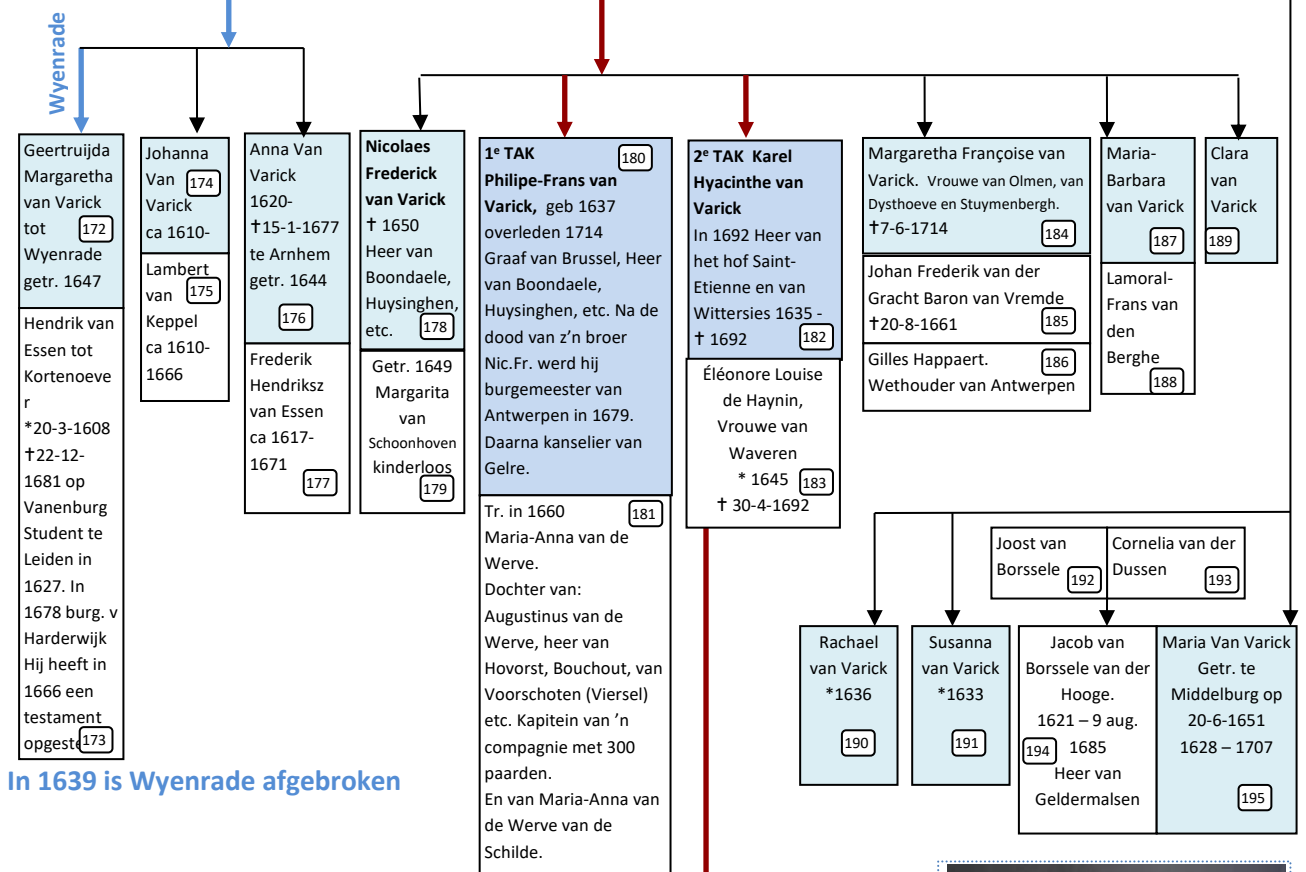 Wyenrade
Geertruijda
Margaretha
van Varick
tot
Wyenrade
getr. 1647
172
Hendrik van
Essen tot
Kortenoeve
r
*20-3-1608
†22-12-
1681 op
Vanenburg
Student te
Leiden in
1627. In
1678 burg. v
Harderwijk
Hij heeft in
1666 een
testament
opgeste
173
Johanna
Van
Varick
ca 1610-
174
Lambert
van
Keppel
ca 1610-
1666
175
Anna Van
Varick
1620-
†15-1-1677
te Arnhem
getr. 1644
176
Frederik
Hendriksz
van Essen
ca 1617-
1671
177
Nicolaes
Frederick
van Varick
† 1650
Heer van
Boondaele,
Huysinghen,
etc.
178
Getr. 1649
Margarita
van
Schoonhoven
kinderloos
179
1e TAK
180
Philipe-Frans van
Varick, geb 1637
overleden 1714
Graaf van Brussel, Heer
van Boondaele,
Huysinghen, etc. Na de
dood van z’n broer
Nic.Fr. werd hij
burgemeester van
Antwerpen in 1679.
Daarna kanselier van
Gelre.
Tr. in 1660
181
Maria-Anna van de
Werve.
Dochter van:
Augustinus van de
Werve, heer van
Hovorst, Bouchout, van
Voorschoten (Viersel)
etc. Kapitein van ’n
compagnie met 300
paarden.
En van Maria-Anna van
de Werve van de
Schilde.
2e TAK Karel
Hyacinthe van
Varick
In 1692 Heer van
het hof Saint-
Etienne en van
Wittersies 1635 -
† 1692
182
Éléonore Louise
de Haynin,
Vrouwe van
Waveren
* 1645
183
† 30-4-1692
Margaretha Françoise van
Varick. Vrouwe van Olmen, van
Dysthoeve en Stuymenbergh.
†7-6-1714
184
Johan Frederik van der
Gracht Baron van Vremde
†20-8-1661
185
Gilles Happaert.
186
Wethouder van Antwerpen
Maria-
Barbara
van Varick
187
Lamoral-
Frans van
den
Berghe
188
Clara
van
Varick
189
Joost van
Borssele
192
Cornelia van der
Dussen
193
Rachael
van Varick
*1636
190
Susanna
van Varick
*1633
191
Jacob van
Borssele van der
Hooge.
1621 – 9 aug.
194
1685
Heer van
Geldermalsen
Maria Van Varick
Getr. te
Middelburg op
20-6-1651
1628 – 1707
195
In 1639 is Wyenrade afgebroken